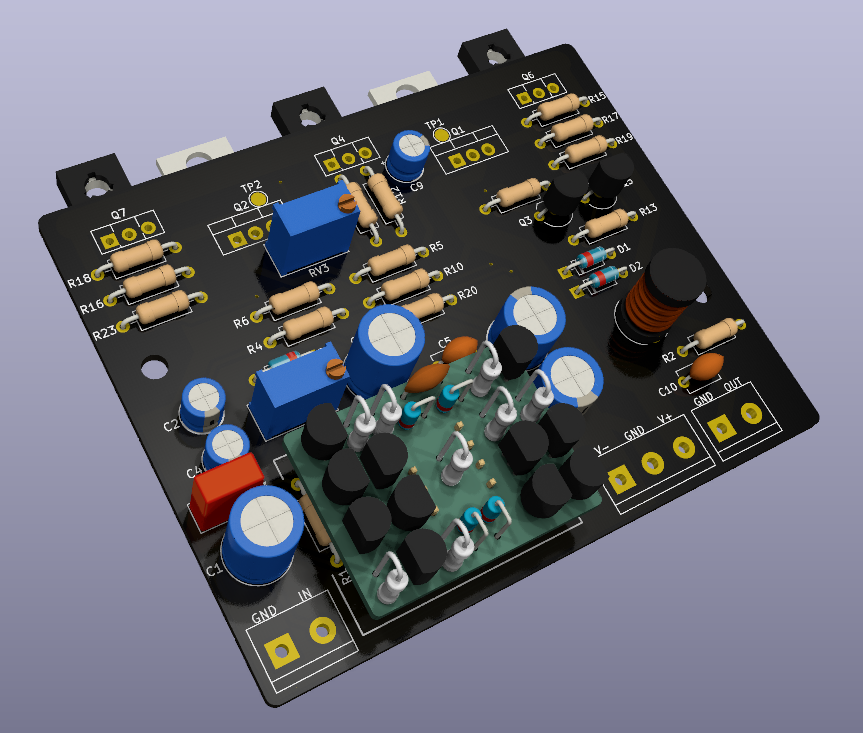 Q6
R15
R17
R19
TP1
Q1
Q4
C9
TP2
Q2
Q7
Q3
R13
D1
D2
RV3
R5
R10
R20
R18
R16
R23
R6
R4
C5
R2
C10
GND OUT
V- GND V+
C2
C4
C1
GND IN